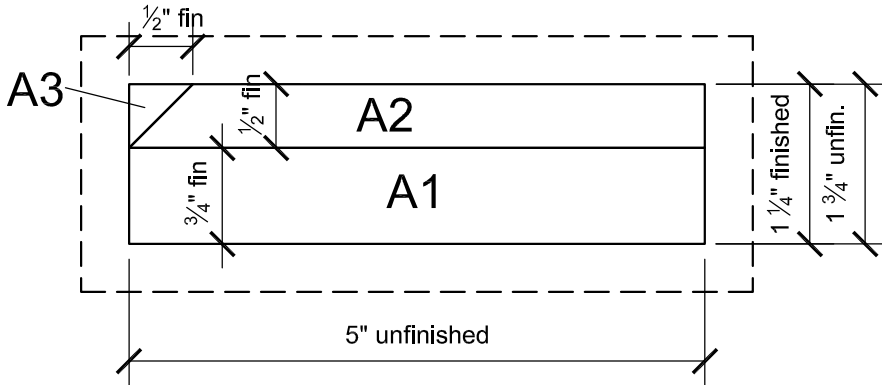 ½" fin
A3
½" fin
A2
¾" fin
A1
1 ¼" finished
1 ¾" unfin.
5" unfinished